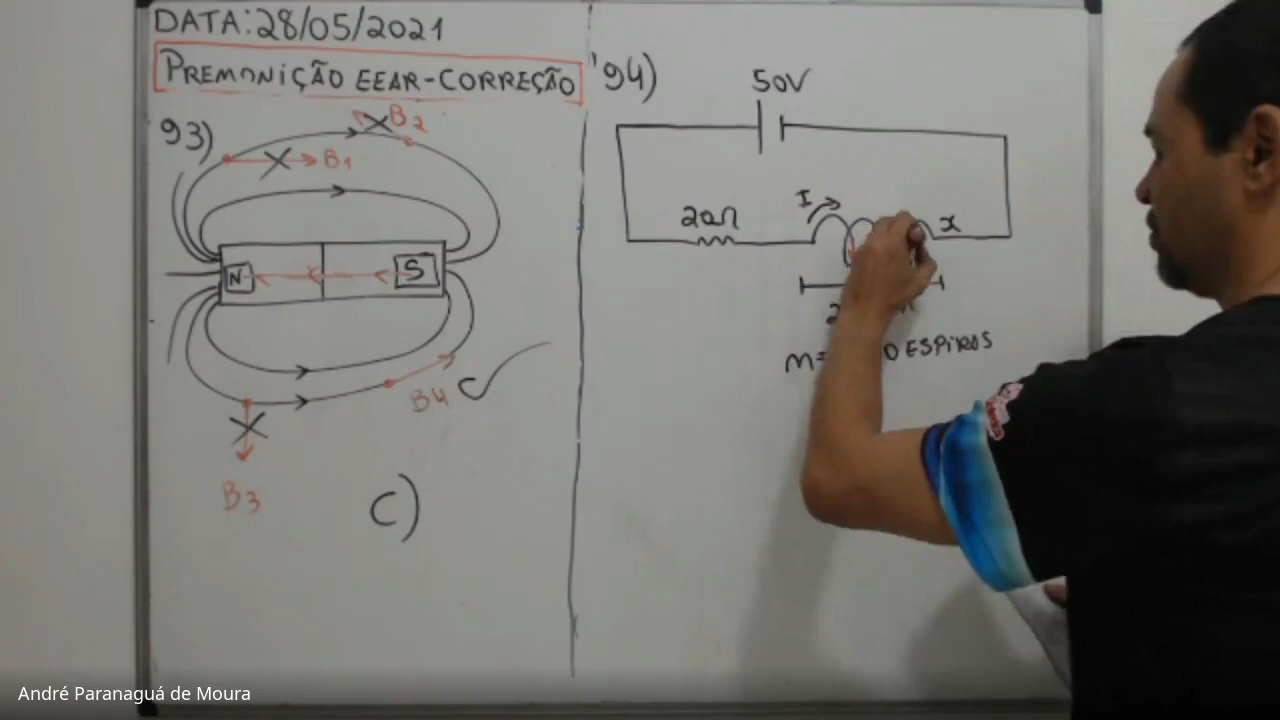 DATA: 28/05/2021
PREMONIÇÃO EEAR-CORREÇÃO
93)
B2
B1
N
S
B4
B3
C)
94)
50V
20Ω
I
x
ESPIRAS
André Paranaguá de Moura